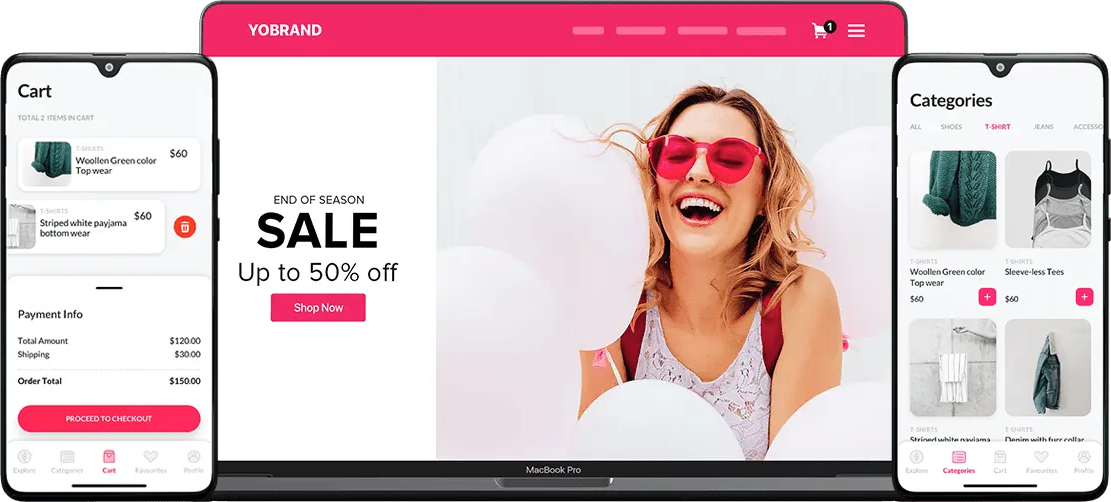 Cart
TOTAL 2 ITEMS IN CART
T-SHIRTS
Woollen Green color
Top wear
$60
T-SHIRTS
Striped white payjama
bottom wear
$60
Payment Info
Total Amount
$120.00
Shipping
$30.00
Order Total
$150.00
PROCEED TO CHECKOUT
Explore
Categories
Cart
Favourites
Profile
YOBRAND
1
END OF SEASON
SALE
Up to 50% off
Shop Now
MacBook Pro
Categories
ALL
SHOES
T-SHIRT
JEANS
ACCESSO
T-SHIRTS
Woollen Green color
Top wear
$60
T-SHIRTS
Sleeve-less Tees
$60
T-SHIRTS
Striped white payjama
T-SHIRTS
Denim with furr collar
Explore
Categories
Cart
Favourites
Profile